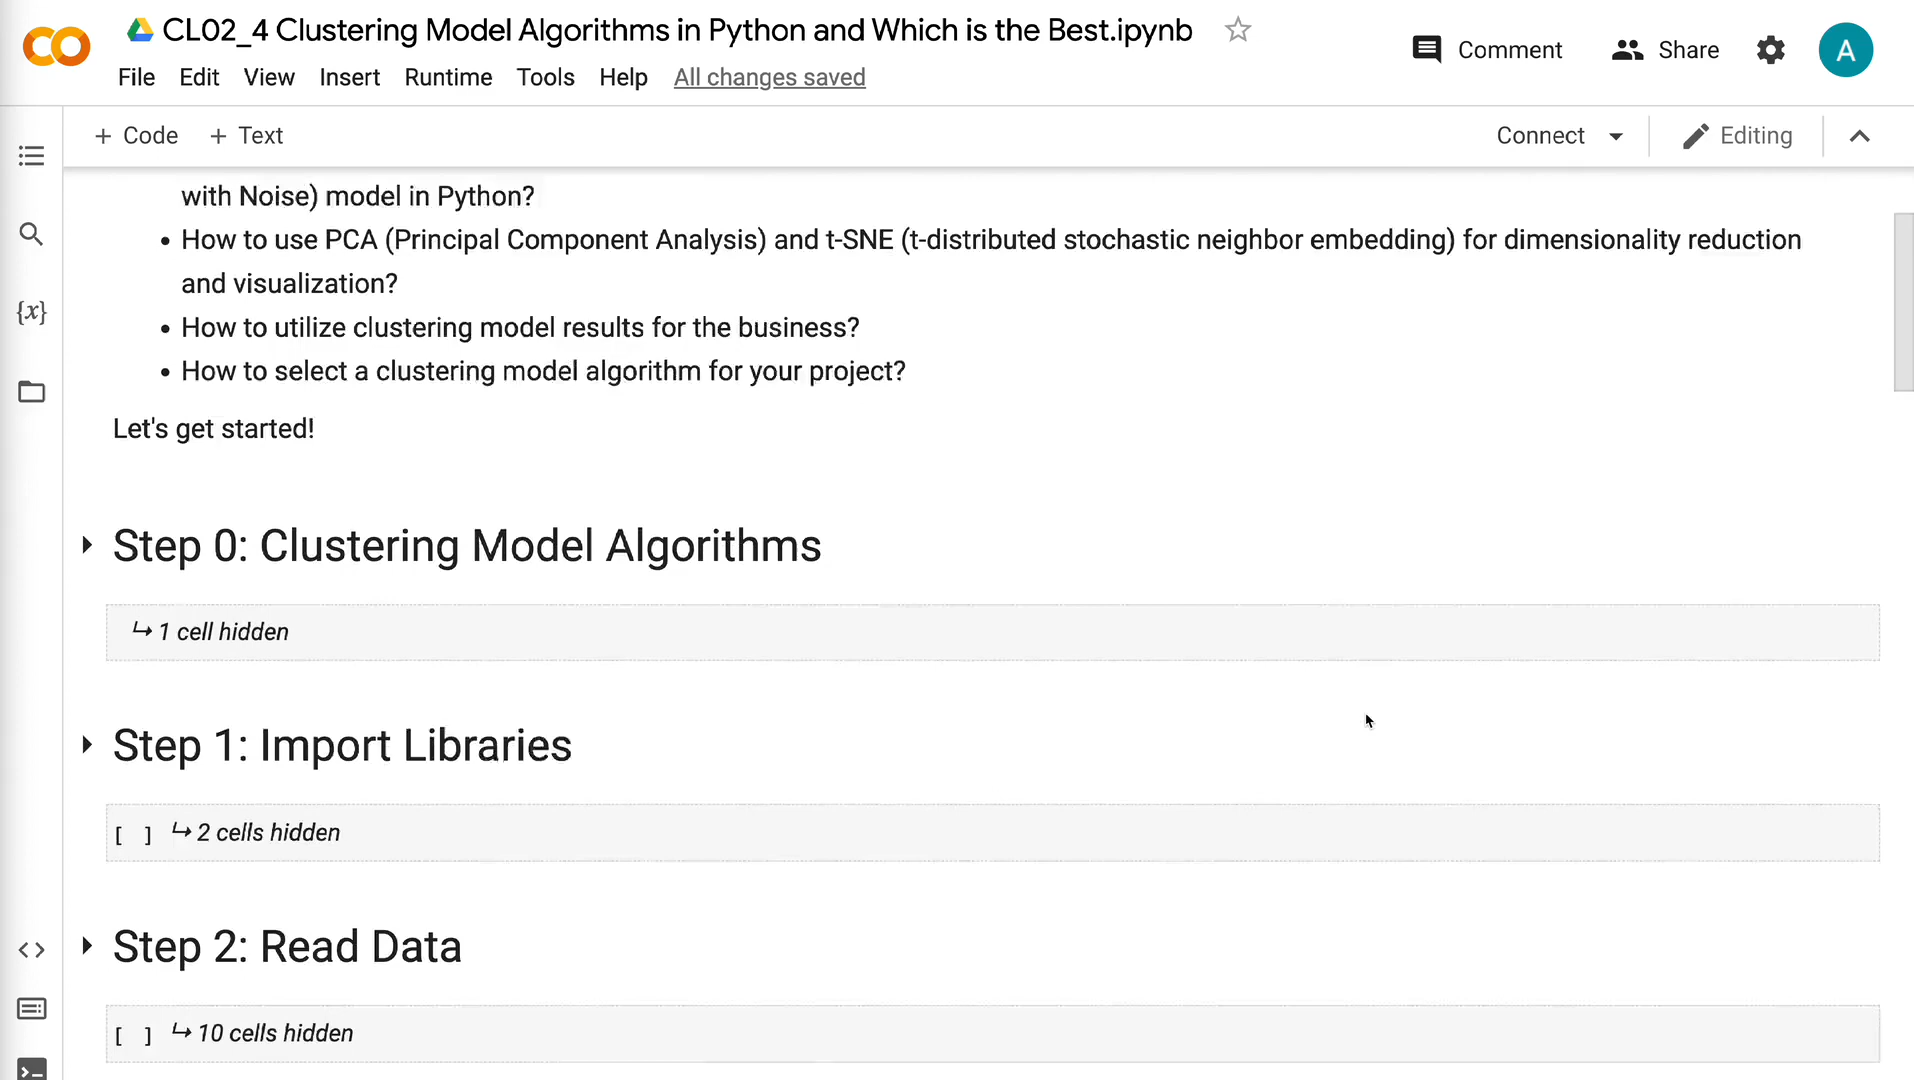 CL02_4 Clustering Model Algorithms in Python and Which is the Best.ipynb
Comment
Share
A
File Edit View Insert Runtime Tools Help All changes saved
+ Code + Text
Connect
Editing
{x}
with Noise) model in Python?
• How to use PCA (Principal Component Analysis) and t-SNE (t-distributed stochastic neighbor embedding) for dimensionality reduction
and visualization?
• How to utilize clustering model results for the business?
• How to select a clustering model algorithm for your project?
Let's get started!
Step 0: Clustering Model Algorithms
↳ 1 cell hidden
Step 1: Import Libraries
[ ] ↳ 2 cells hidden
Step 2: Read Data
[ ] ↳ 10 cells hidden